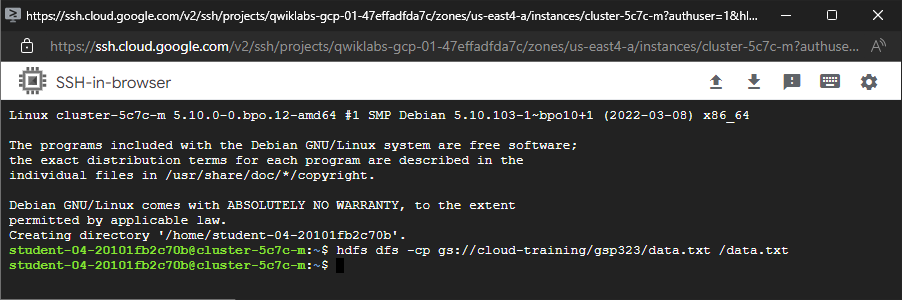 https://ssh.cloud.google.com/v2/ssh/projects/qwiklabs-gcp-01-47effadfda7c/zones/us-east4-a/instances/cluster-5c7c-m?authuser=1&hl...
https://ssh.cloud.google.com/v2/ssh/projects/qwiklabs-gcp-01-47effadfda7c/zones/us-east4-a/instances/cluster-5c7c-m?authuse...
SSH-in-browser
Linux cluster-5c7c-m 5.10.0-0.bpo.12-amd64 #1 SMP Debian 5.10.103-1~bpo10+1 (2022-03-08) x86_64
The programs included with the Debian GNU/Linux system are free software;
the exact distribution terms for each program are described in the
individual files in /usr/share/doc/*/copyright.
Debian GNU/Linux comes with ABSOLUTELY NO WARRANTY, to the extent
permitted by applicable law.
Creating directory '/home/student-04-20101fb2c70b'.
student-04-20101fb2c70b@cluster-5c7c-m:~$ hdfs dfs -cp gs://cloud-training/gsp323/data.txt /data.txt
student-04-20101fb2c70b@cluster-5c7c-m:~$